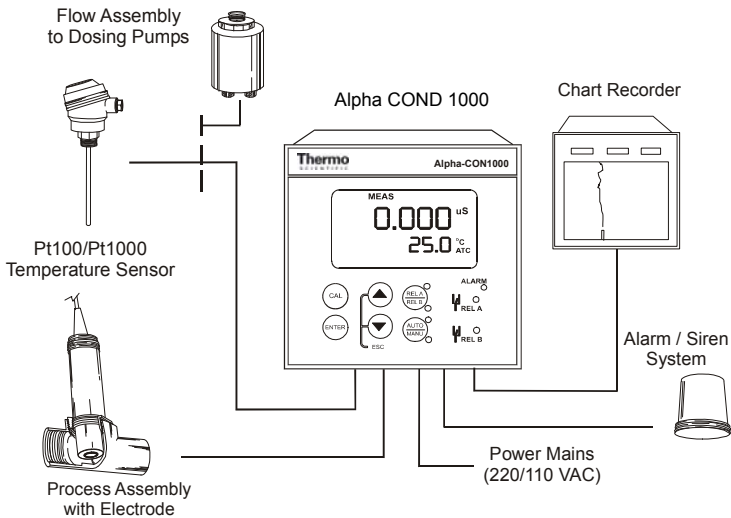 Flow Assembly
to Dosing Pumps
Alpha COND 1000
Chart Recorder
Thermo
SCIENTIFIC
Alpha-CON1000
MEAS
0.000 uS
25.0 °C
ATC
Pt100/Pt1000
Temperature Sensor
CAL
REL A
REL B
ALARM
REL A
ENTER
AUTO
MANU
REL B
ESC
Alarm / Siren
System
Power Mains
(220/110 VAC)
Process Assembly
with Electrode